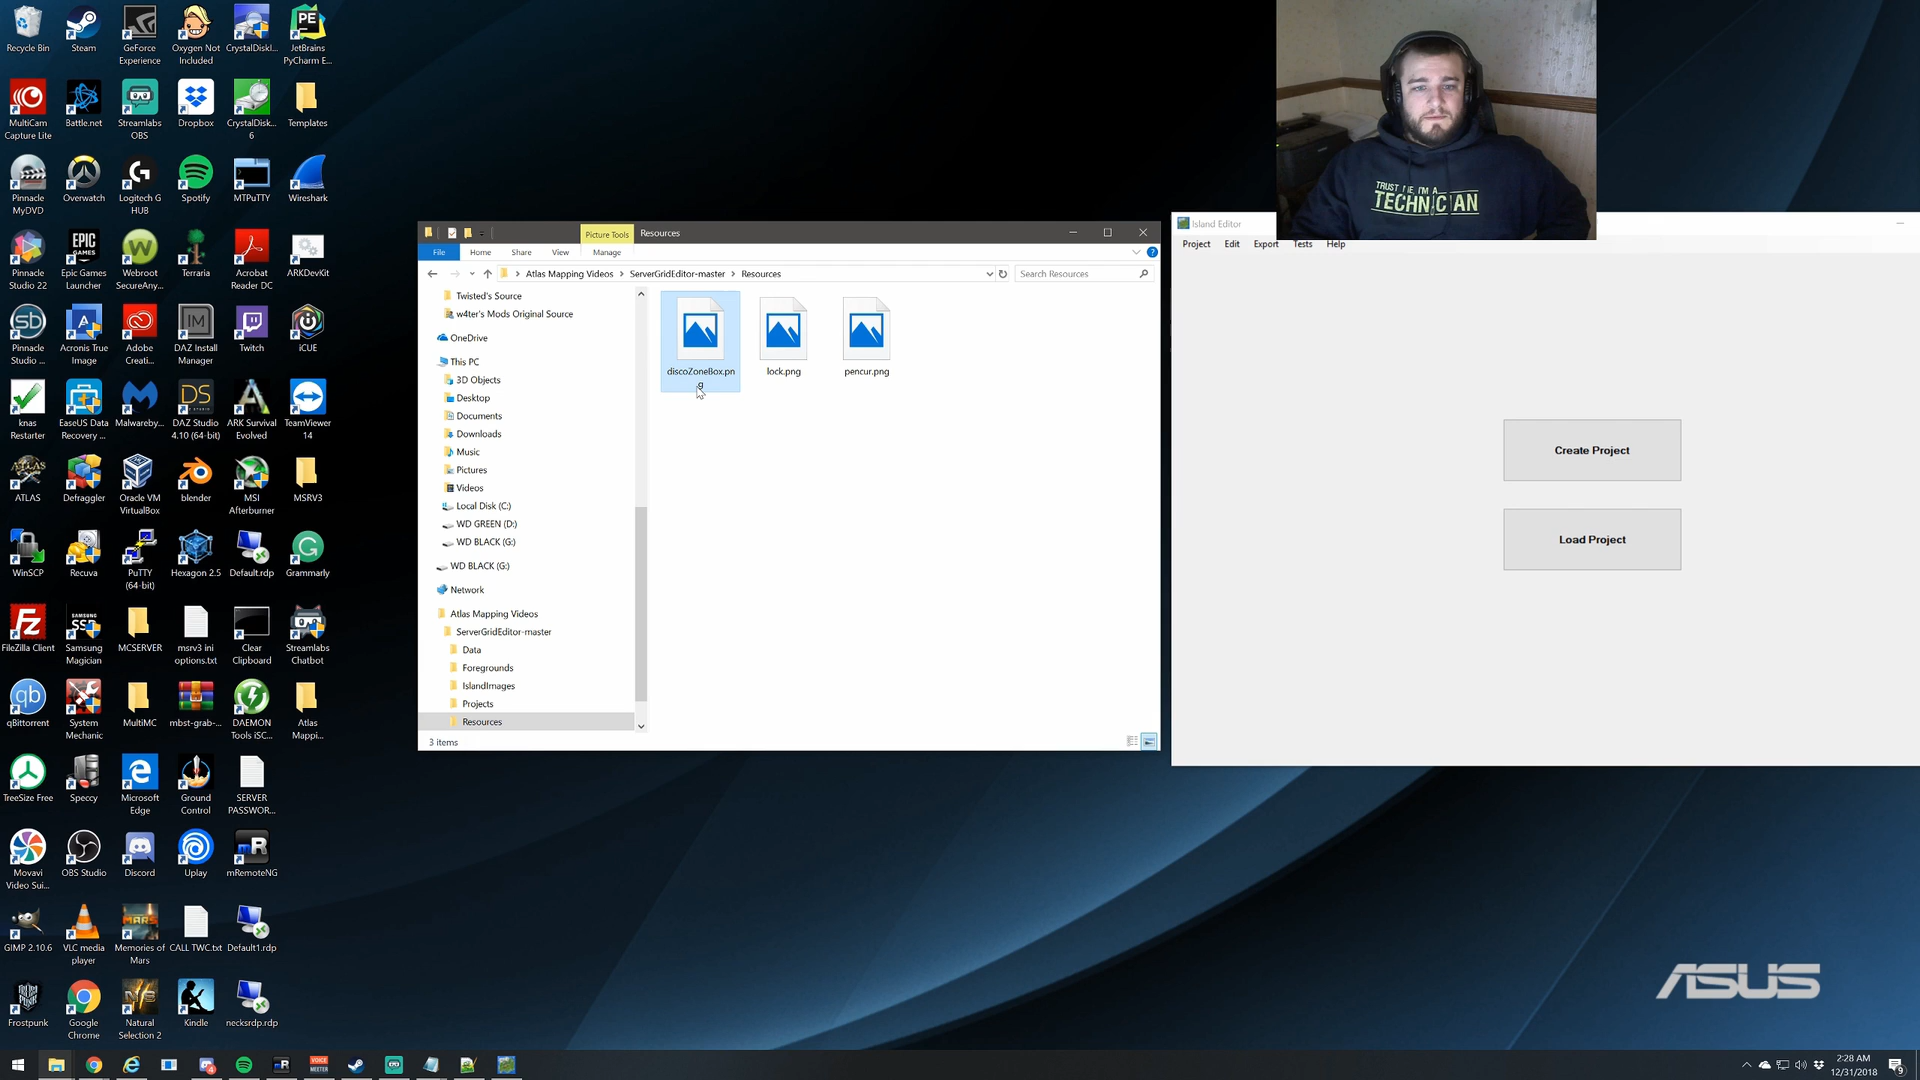 Recycle Bin
Steam
GeForce
Experience
Oxygen Not
Included
CrystalDiskI...
JetBrains
PyCharm E...
MultiCam
Capture Lite
Battle.net
Streamlabs
OBS
Dropbox
CrystalDisk...
6
Templates
Pinnacle
MyDVD
Overwatch
Logitech G
HUB
Spotify
MTPuTTY
Wireshark
Pinnacle
Studio 22
Epic Games
Launcher
Webroot
SecureAny...
Terraria
Acrobat
Reader DC
ARKDevKit
Pinnacle
Studio ...
Acronis True
Image
Adobe
Creati...
DAZ Install
Manager
Twitch
iCUE
knas
Restarter
EaseUS Data
Recovery ...
Malwareby...
DAZ Studio
4.10 (64-bit)
ARK Survival
Evolved
TeamViewer
14
ATLAS
Defraggler
Oracle VM
VirtualBox
blender
MSI
Afterburner
MSRV3
WinSCP
Recuva
PuTTY
(64-bit)
Hexagon 2.5
Default.rdp
Grammarly
FileZilla Client
Samsung
Magician
MCSERVER
msrv3 ini
options.txt
Clear
Clipboard
Streamlabs
Chatbot
qBittorrent
System
Mechanic
MultiMC
mbst-grab-...
DAEMON
Tools iSC...
Atlas
Mappi...
TreeSize Free
Speccy
Microsoft
Edge
Ground
Control
SERVER
PASSWOR...
Movavi
Video Sui...
OBS Studio
Discord
Uplay
mRemoteNG
GIMP 2.10.6
VLC media
player
Memories of
Mars
CALL TWC.txt
Default1.rdp
Frostpunk
Google
Chrome
Natural
Selection 2
Kindle
necksrdp.rdp
Picture Tools
Resources
File
Home
Share
View
Manage
Atlas Mapping Videos
ServerGridEditor-master
Resources
Search Resources
Twisted's Source
w4ter's Mods Original Source
OneDrive
This PC
3D Objects
Desktop
Documents
Downloads
Music
Pictures
Videos
Local Disk (C:)
WD GREEN (D:)
WD BLACK (G:)
WD BLACK (G:)
Network
Atlas Mapping Videos
ServerGridEditor-master
Data
Foregrounds
IslandImages
Projects
Resources
discoZoneBox.pn
g
lock.png
pencur.png
3 items
TRUST ME, I'M A
TECHNICIAN
Island Editor
Project
Edit
Export
Tests
Help
Create Project
Load Project
ASUS
2:28 AM
12/31/2018